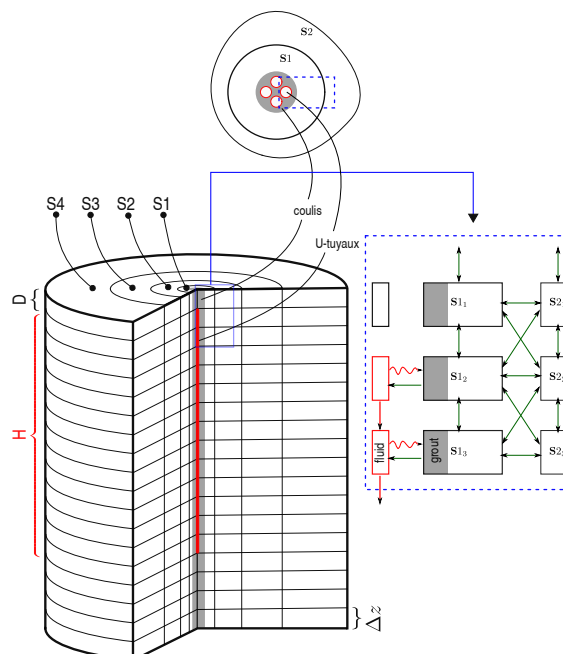 S2
S1
S4 S3 S2 S1
coulis
U-tuyaux
D
H
S1₁ S2
S1₂ S2
fluid grout S1₃ S2
Δz